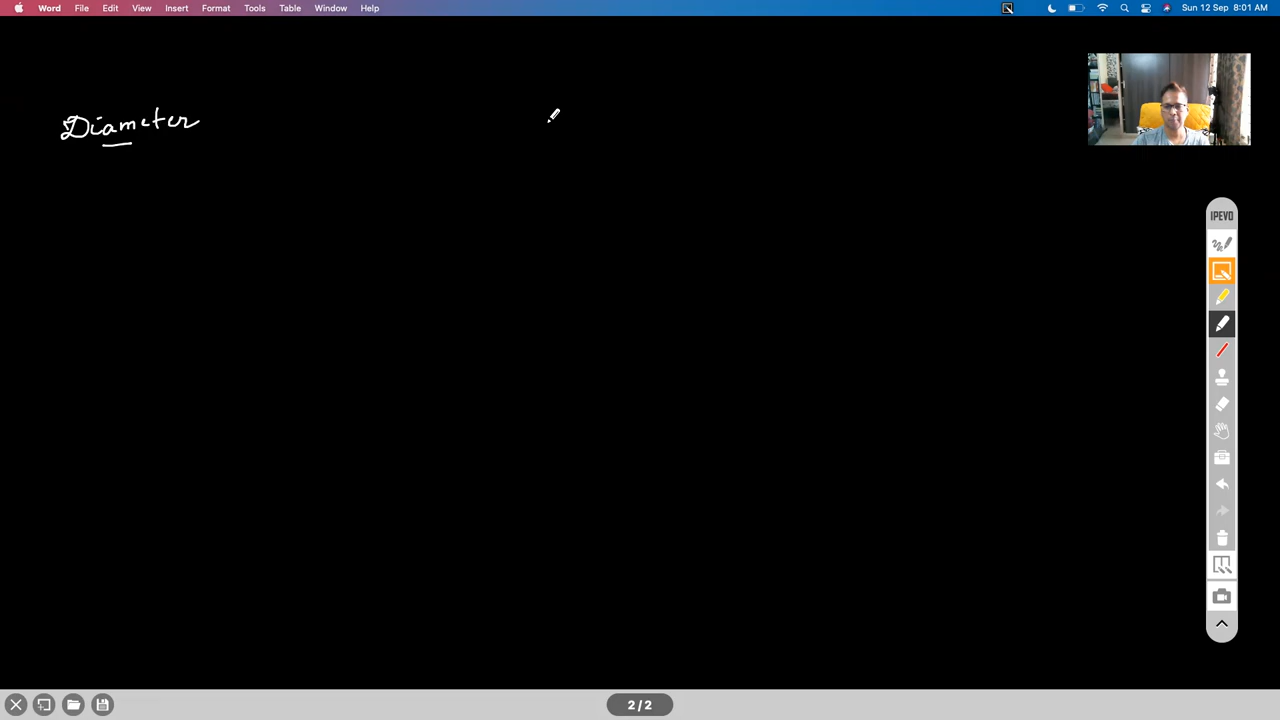 Word File Edit View Insert Format Tools Table Window Help Sun 12 Sep 8:01 AM
Diameter
IPEVO
2/2